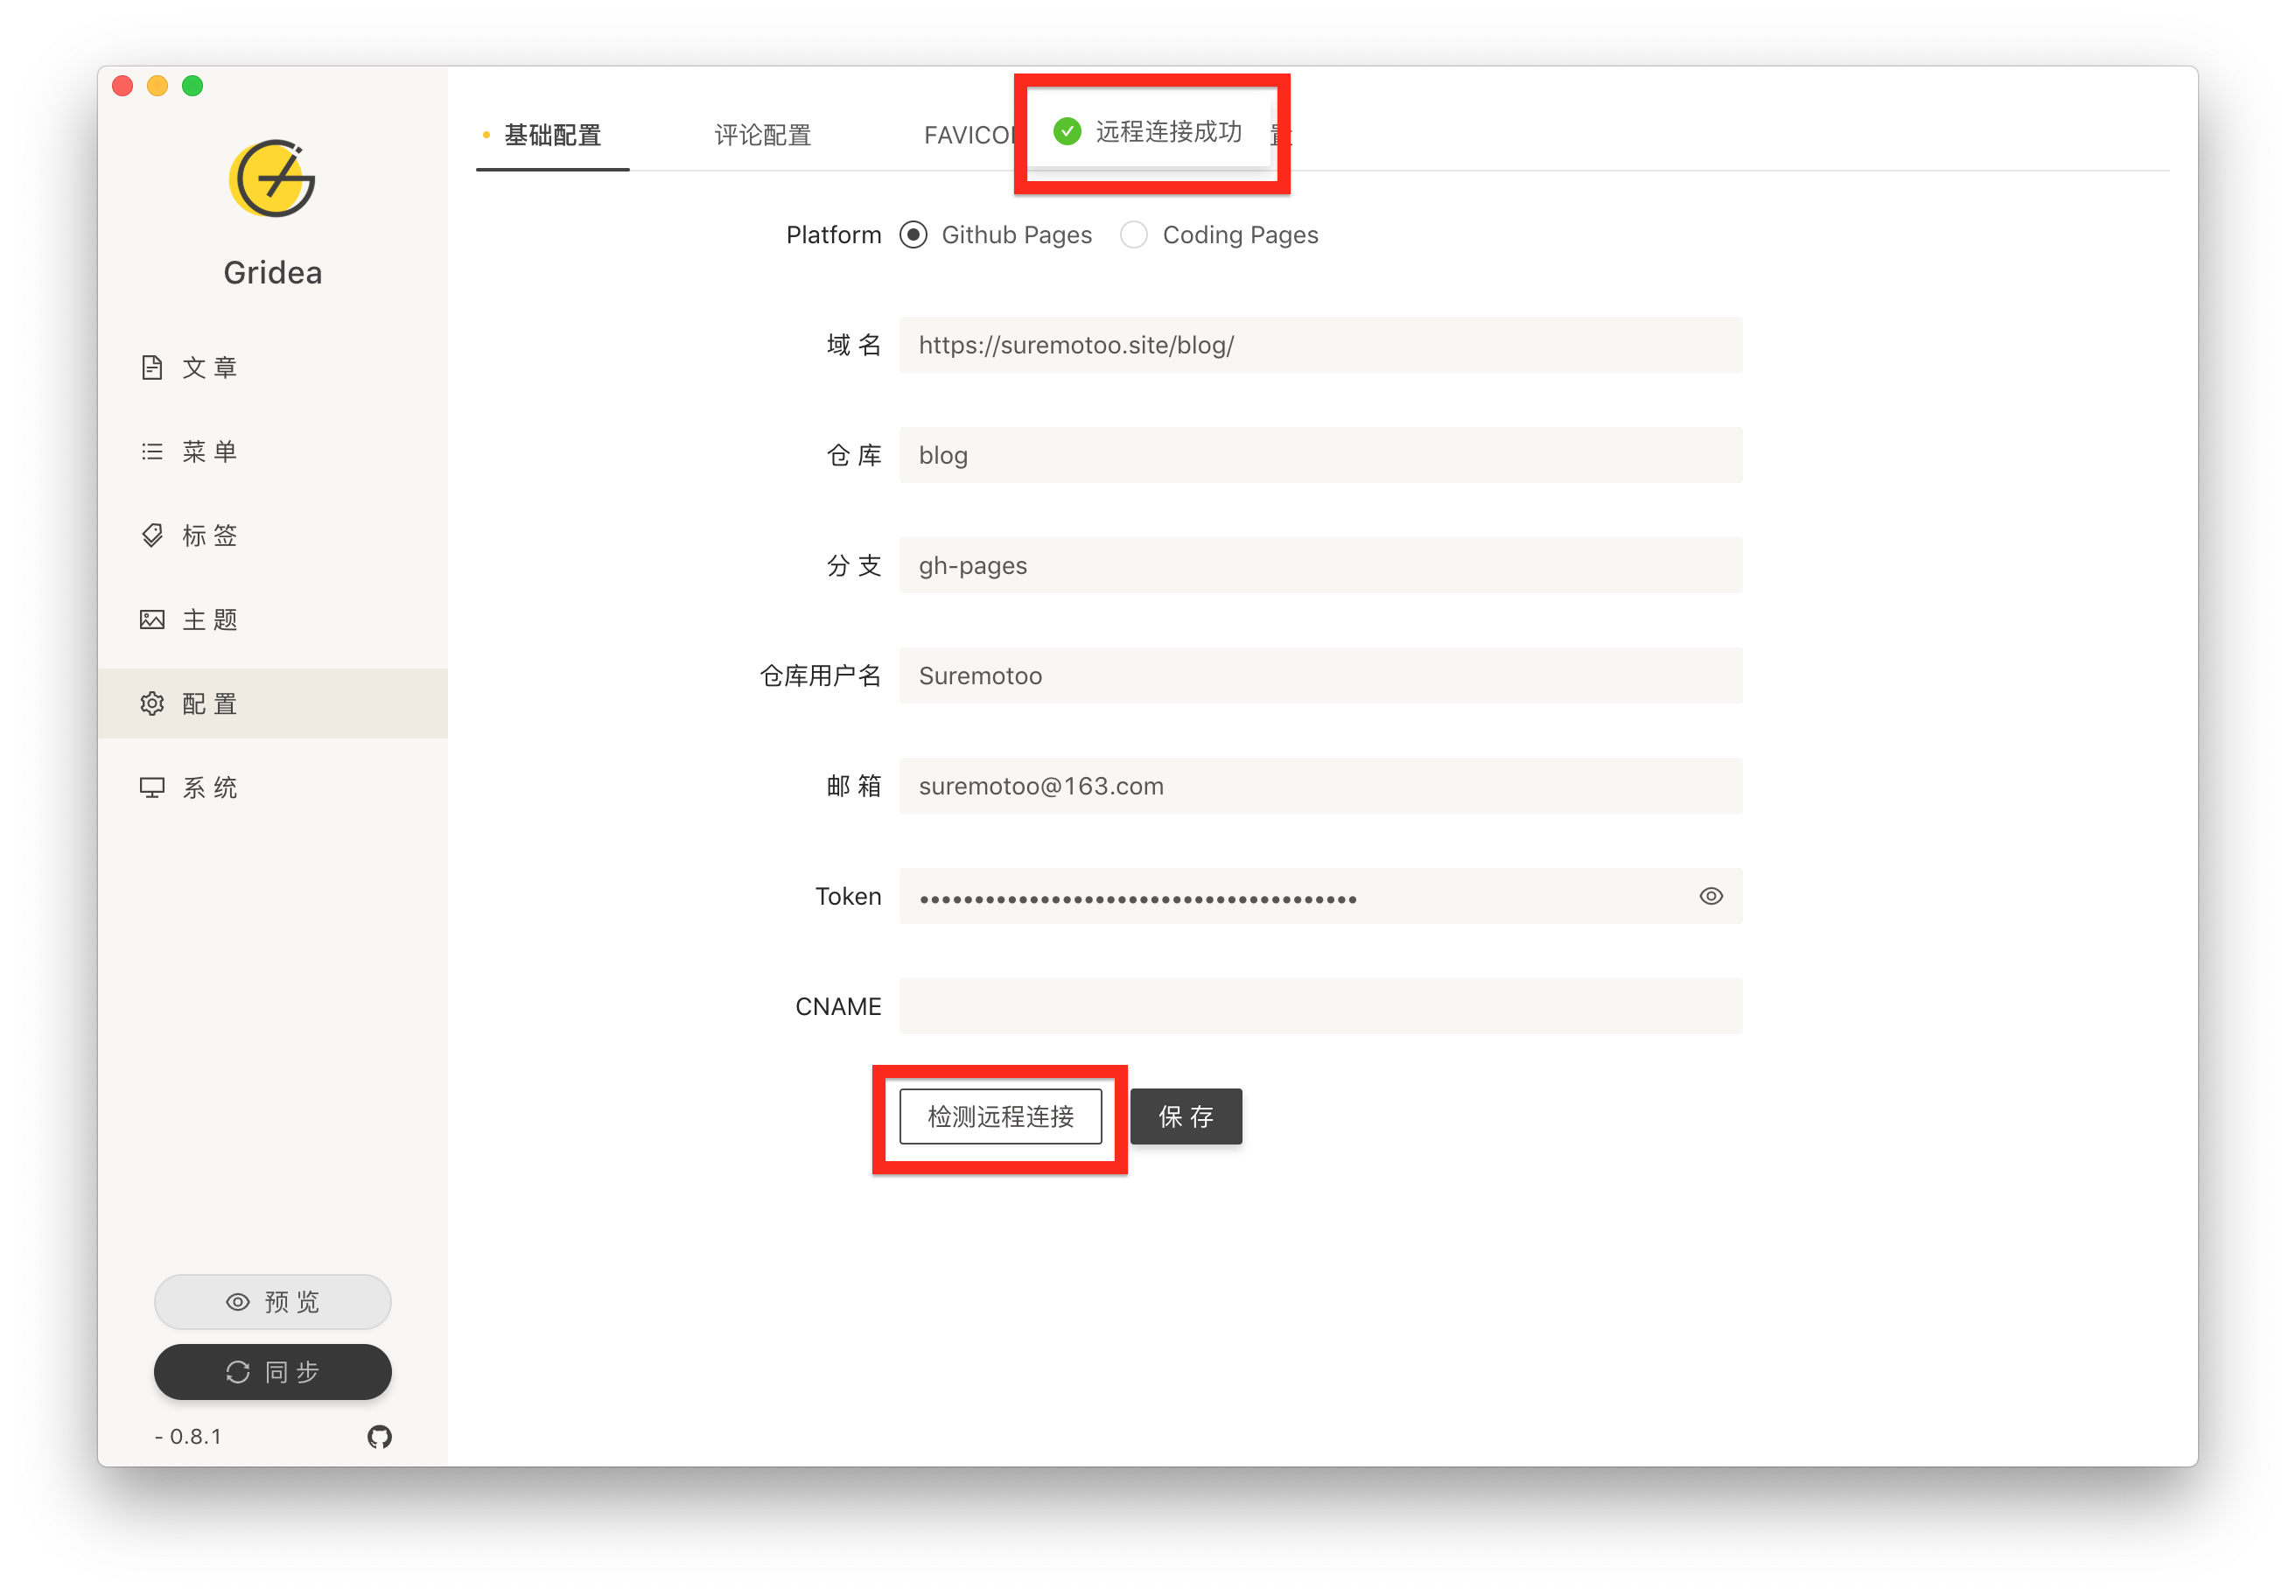 Gridea
文 章
菜 单
标 签
主 题
配 置
系 统
预 览
同 步
- 0.8.1
基础配置
评论配置
远程连接成功
置
Platform Github Pages Coding Pages
域 名 https://suremotoo.site/blog/
仓 库 blog
分 支 gh-pages
仓库用户名 Suremotoo
邮 箱 suremotoo@163.com
Token ••••••••••••••••••••••••••••••••••••••••
CNAME
检测远程连接 保 存